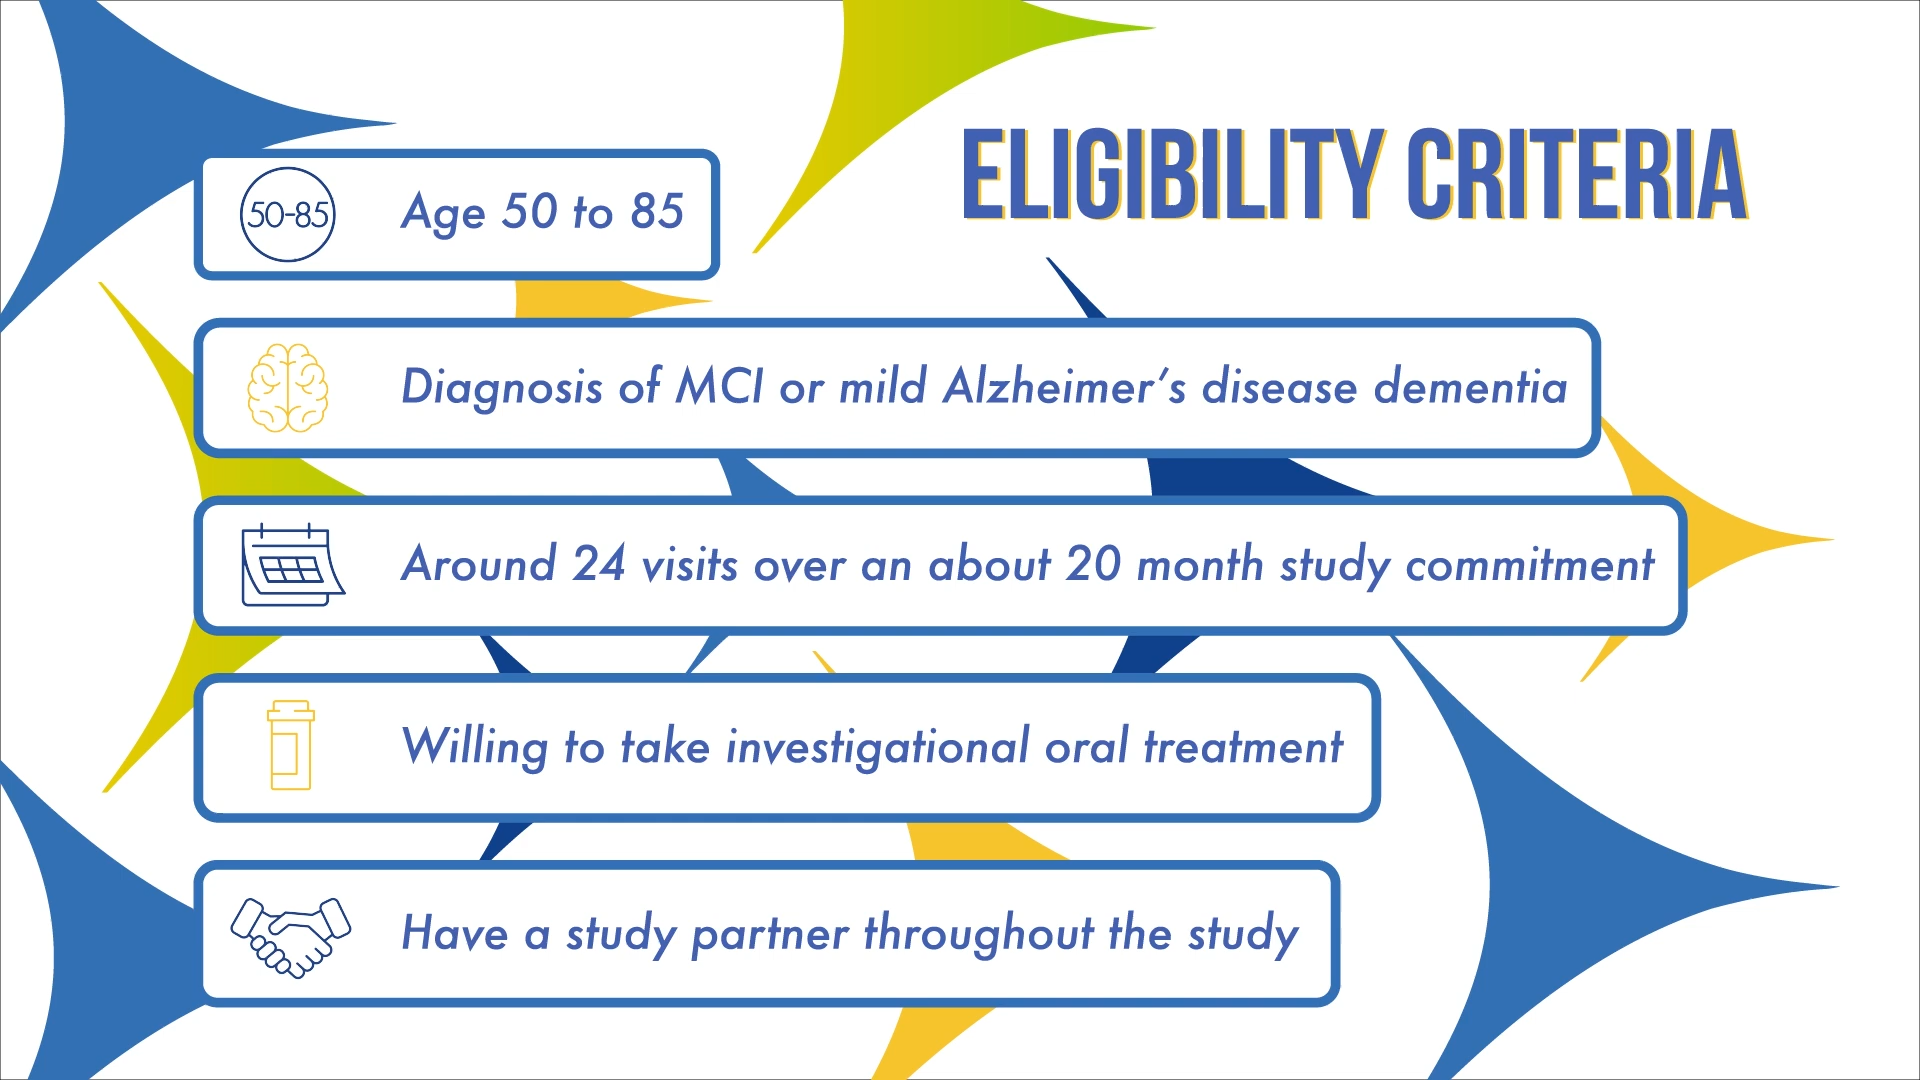 ELIGIBILITY CRITERIA
50-85
Age 50 to 85
Diagnosis of MCI or mild Alzheimer's disease dementia
Around 24 visits over an about 20 month study commitment
Willing to take investigational oral treatment
Have a study partner throughout the study